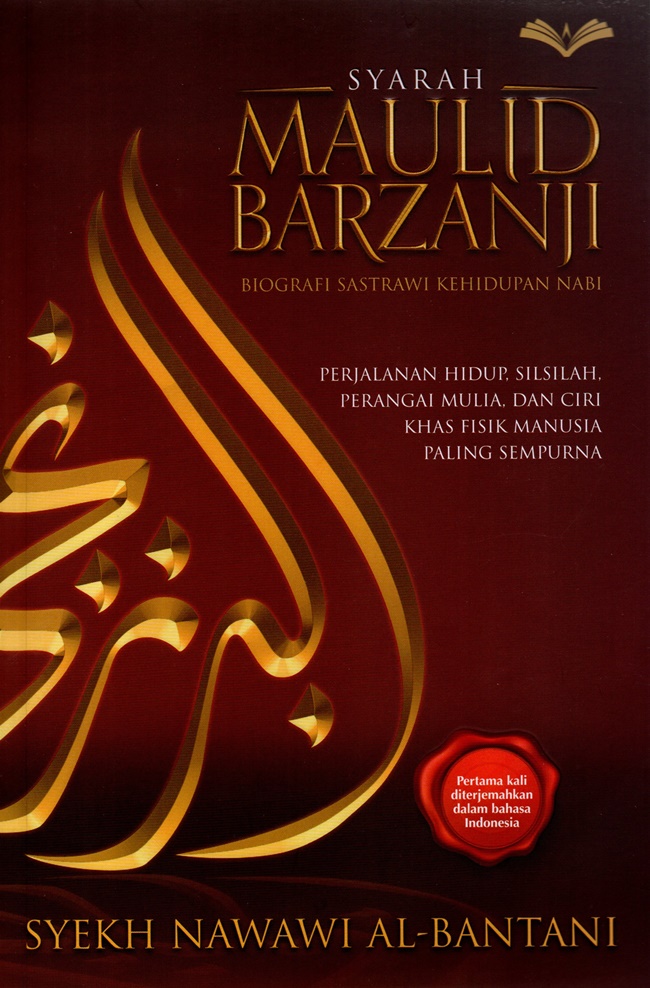 SYARAH
MAULID
BARZANJI
BIOGRAFI SASTRAWI KEHIDUPAN NABI
PERJALANAN HIDUP, SILSILAH,
PERANGAI MULIA, DAN CIRI
KHAS FISIK MANUSIA
PALING SEMPURNA
البرزنجي
Pertama kali
diterjemahkan
dalam bahasa
Indonesia
SYEKH NAWAWI AL-BANTANI